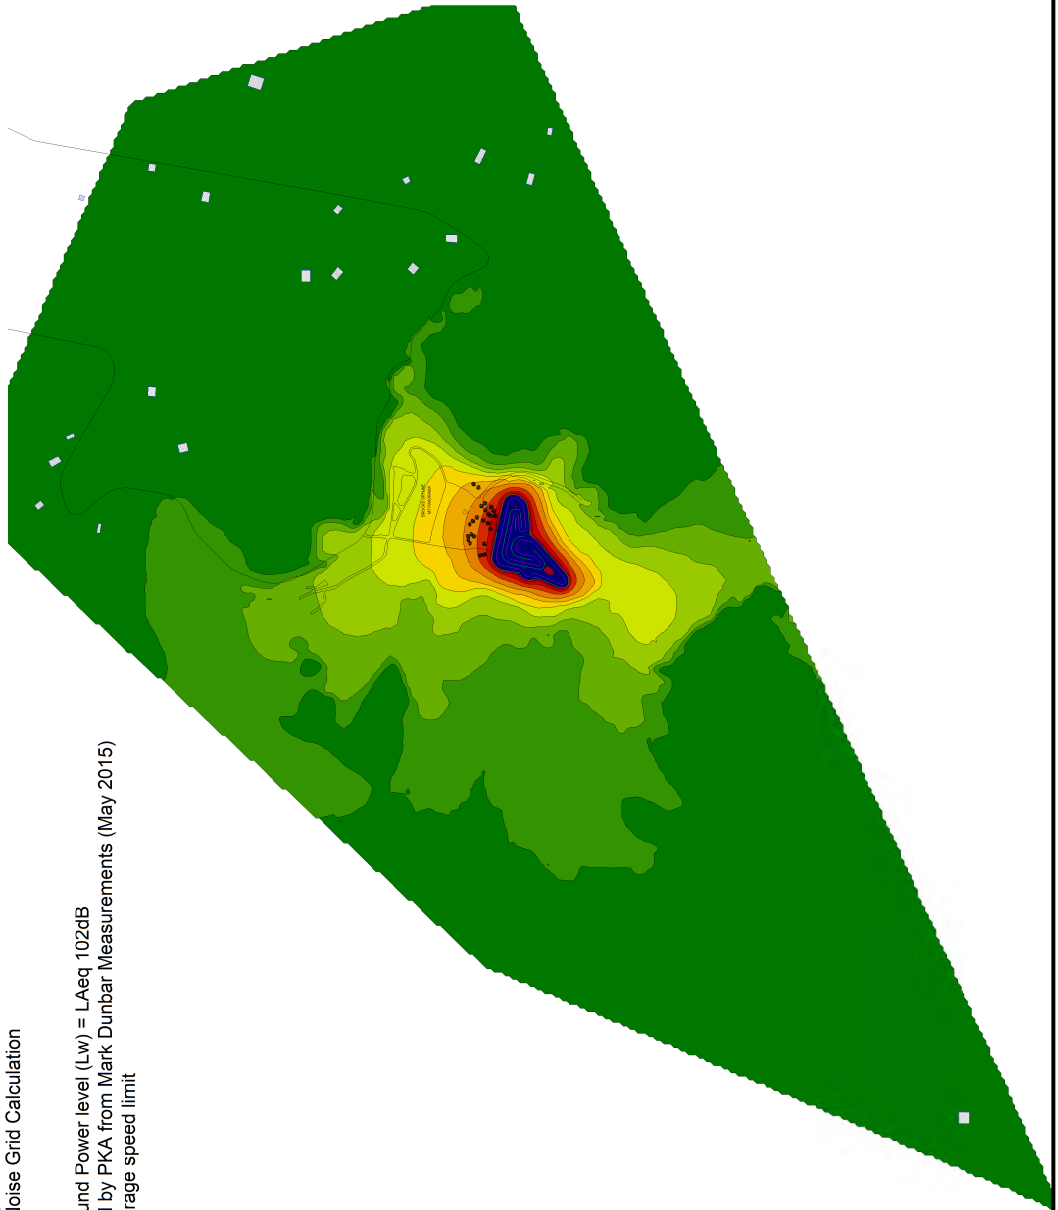 loise Grid Calculation
und Power level (Lw) = LAeq 102dB
l by PKA from Mark Dunbar Measurements (May 2015)
rage speed limit